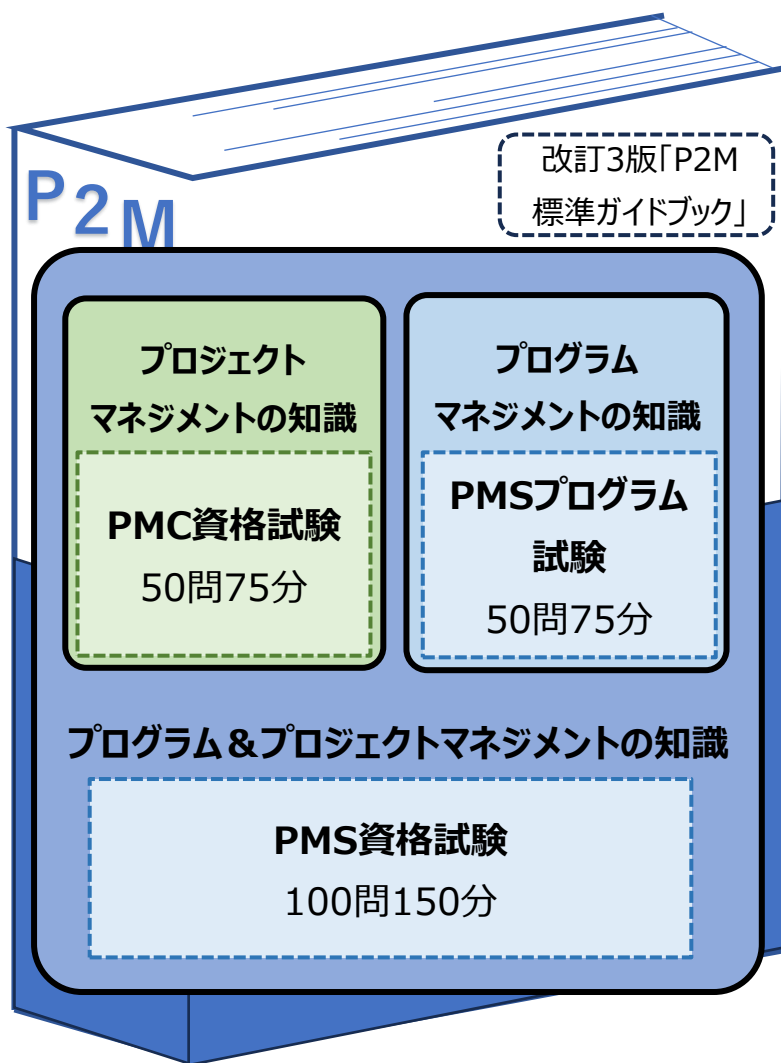 改訂3版「P2M
標準ガイドブック」
P2M
プロジェクト
マネジメントの知識
PMC資格試験
50問75分
プログラム
マネジメントの知識
PMSプログラム
試験
50問75分
プログラム&プロジェクトマネジメントの知識
PMS資格試験
100問150分